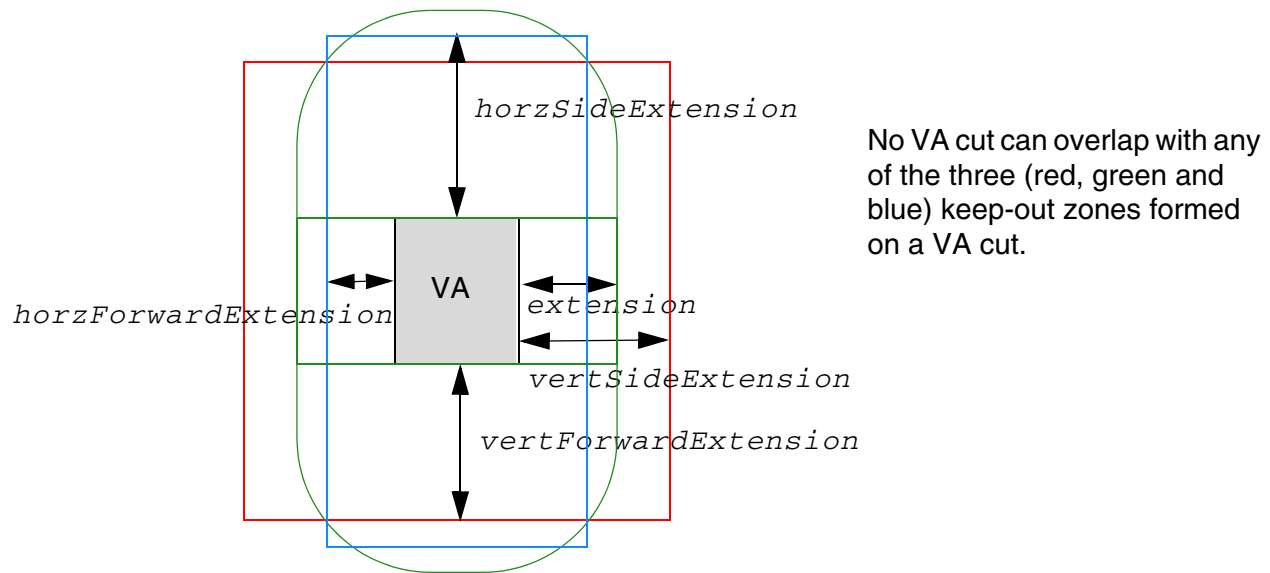 horzSideExtension
No VA cut can overlap with any
of the three (red, green and
blue) keep-out zones formed
on a VA cut.
VA
horzForwardExtension
extension
vertSideExtension
vertForwardExtension